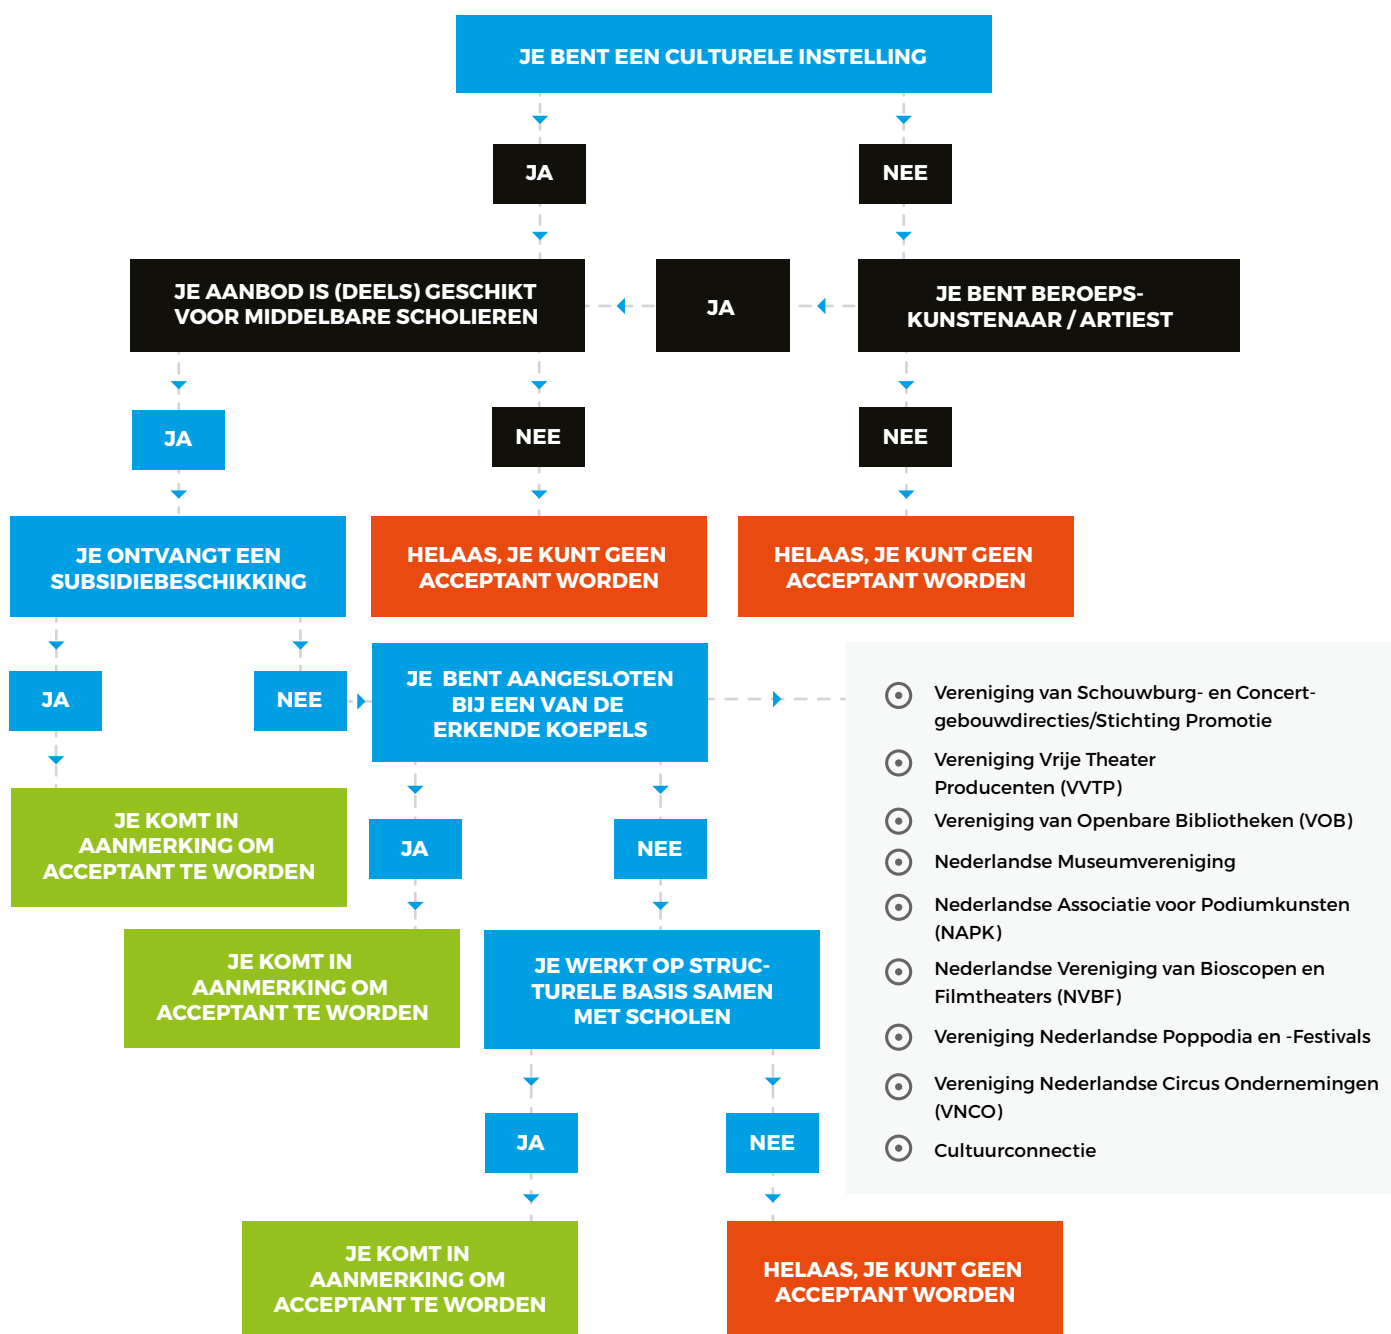 JE BENT EEN CULTURELE INSTELLING
JA
NEE
JE AANBOD IS (DEELS) GESCHIKT
VOOR MIDDELBARE SCHOLIEREN
JA
JE BENT BEROEPS-
KUNSTENAAR / ARTIEST
JA
NEE
NEE
JE ONTVANGT EEN
SUBSIDIEBESCHIKKING
HELAAS, JE KUNT GEEN
ACCEPTANT WORDEN
HELAAS, JE KUNT GEEN
ACCEPTANT WORDEN
JA
NEE
JE BENT AANGESLOTEN
BIJ EEN VAN DE
ERKENDE KOEPELS
Vereniging van Schouwburg- en Concert-
gebouwdirecties/Stichting Promotie
Vereniging Vrije Theater
Producenten (VVTP)
Vereniging van Openbare Bibliotheken (VOB)
Nederlandse Museumvereniging
Nederlandse Associatie voor Podiumkunsten
(NAPK)
Nederlandse Vereniging van Bioscopen en
Filmtheaters (NVBF)
Vereniging Nederlandse Poppodia en -Festivals
Vereniging Nederlandse Circus Ondernemingen
(VNCO)
Cultuurconnectie
JE KOMT IN
AANMERKING OM
ACCEPTANT TE WORDEN
JA
NEE
JE KOMT IN
AANMERKING OM
ACCEPTANT TE WORDEN
JE WERKT OP STRUC-
TURELE BASIS SAMEN
MET SCHOLEN
JA
NEE
JE KOMT IN
AANMERKING OM
ACCEPTANT TE WORDEN
HELAAS, JE KUNT GEEN
ACCEPTANT WORDEN